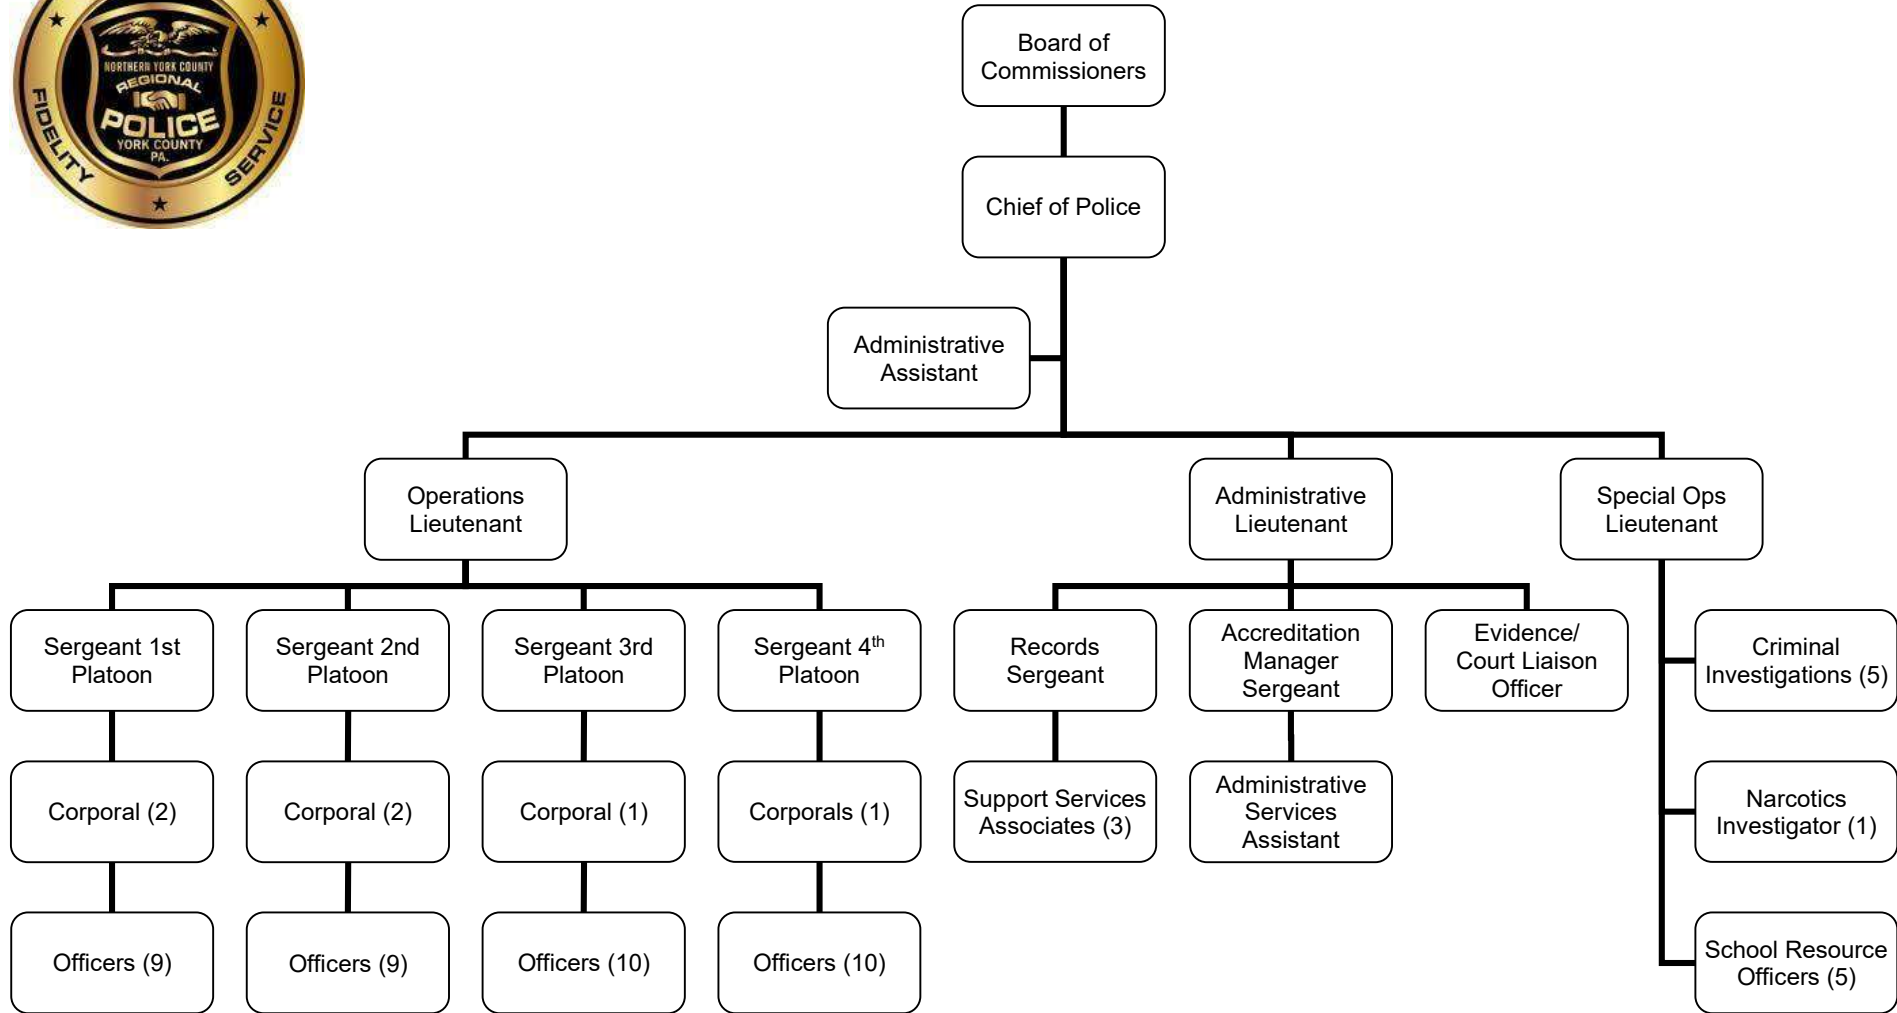 NORTHERN YORK COUNTY
REGIONAL
POLICE
YORK COUNTY
PA.
FIDELITY
SERVICE
Board of
Commissioners
Chief of Police
Administrative
Assistant
Operations
Lieutenant
Administrative
Lieutenant
Special Ops
Lieutenant
Sergeant 1st
Platoon
Sergeant 2nd
Platoon
Sergeant 3rd
Platoon
Sergeant 4th
Platoon
Records
Sergeant
Accreditation
Manager
Sergeant
Evidence/
Court Liaison
Officer
Criminal
Investigations (5)
Corporal (2)
Corporal (2)
Corporal (1)
Corporals (1)
Support Services
Associates (3)
Administrative
Services
Assistant
Narcotics
Investigator (1)
Officers (9)
Officers (9)
Officers (10)
Officers (10)
School Resource
Officers (5)